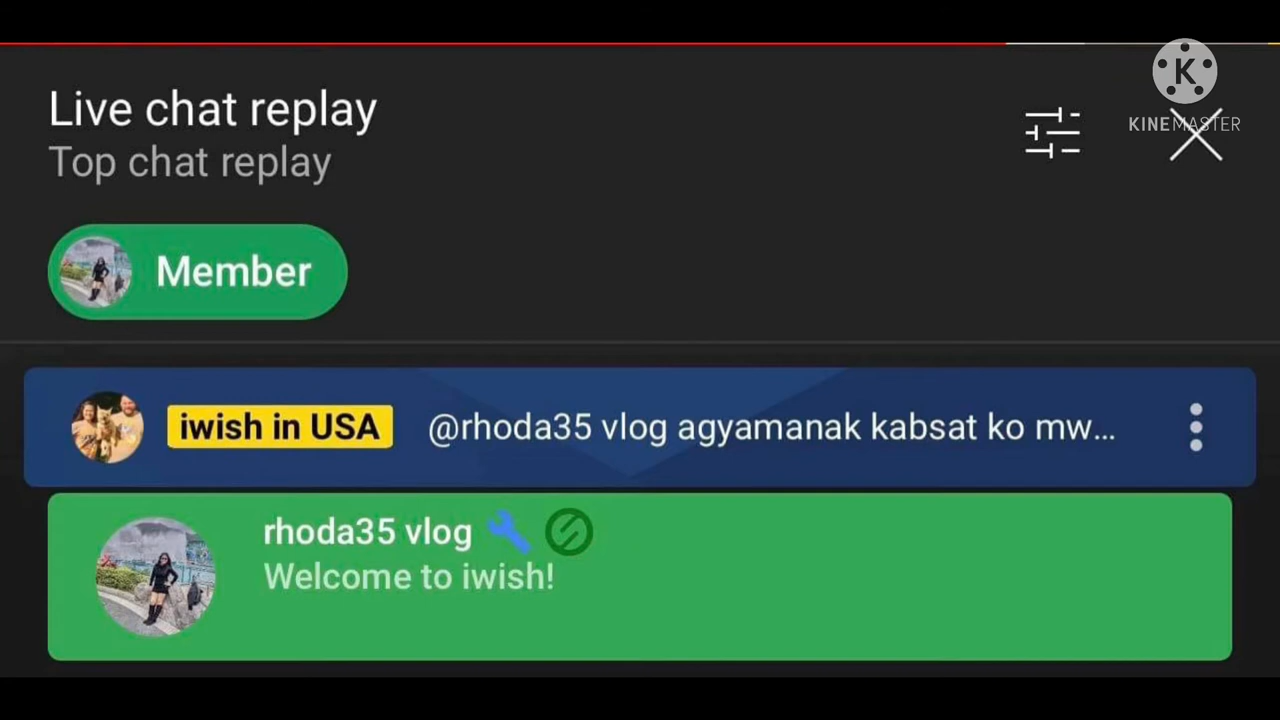 Live chat replay
Top chat replay
KINEMASTER
Member
iwish in USA @rhoda35 vlog agyamanak kabsat ko mw...
rhoda35 vlog
Welcome to iwish!